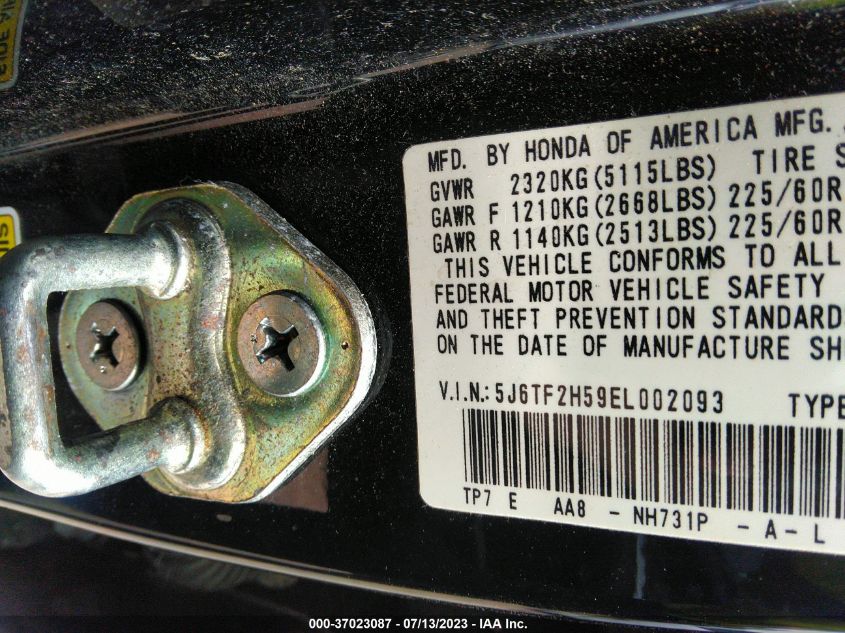 MFD. BY HONDA OF AMERICA MFG.
GVWR 2320KG(5115LBS) TIRE S
GAWR F 1210KG(2668LBS) 225/60R
GAWR R 1140KG(2513LBS) 225/60R
THIS VEHICLE CONFORMS TO ALL
FEDERAL MOTOR VEHICLE SAFETY
AND THEFT PREVENTION STANDARD
ON THE DATE OF MANUFACTURE SH
V.I.N.:5J6TF2H59EL002093 TYPE
TP7 E AA8 - NH731P - A - L
000-37023087 - 07/13/2023 - IAA Inc.